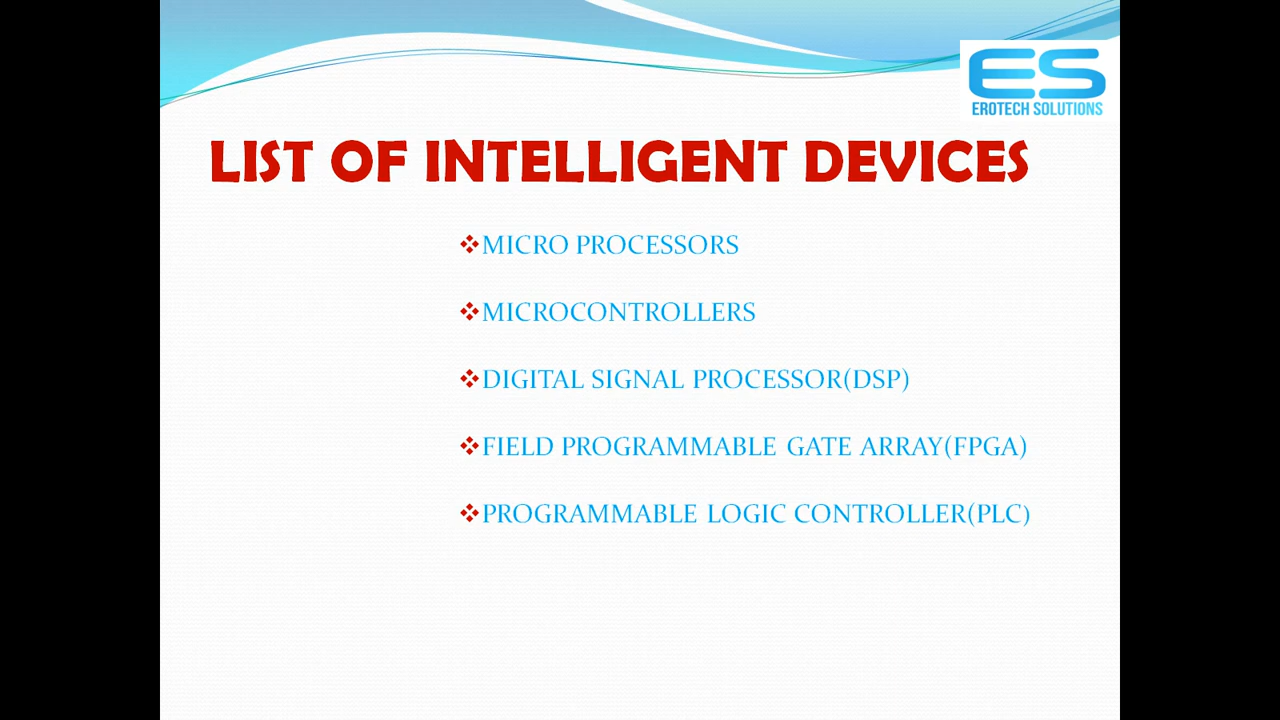 ES
EROTECH SOLUTIONS
LIST OF INTELLIGENT DEVICES
MICRO PROCESSORS
MICROCONTROLLERS
DIGITAL SIGNAL PROCESSOR(DSP)
FIELD PROGRAMMABLE GATE ARRAY(FPGA)
PROGRAMMABLE LOGIC CONTROLLER(PLC)